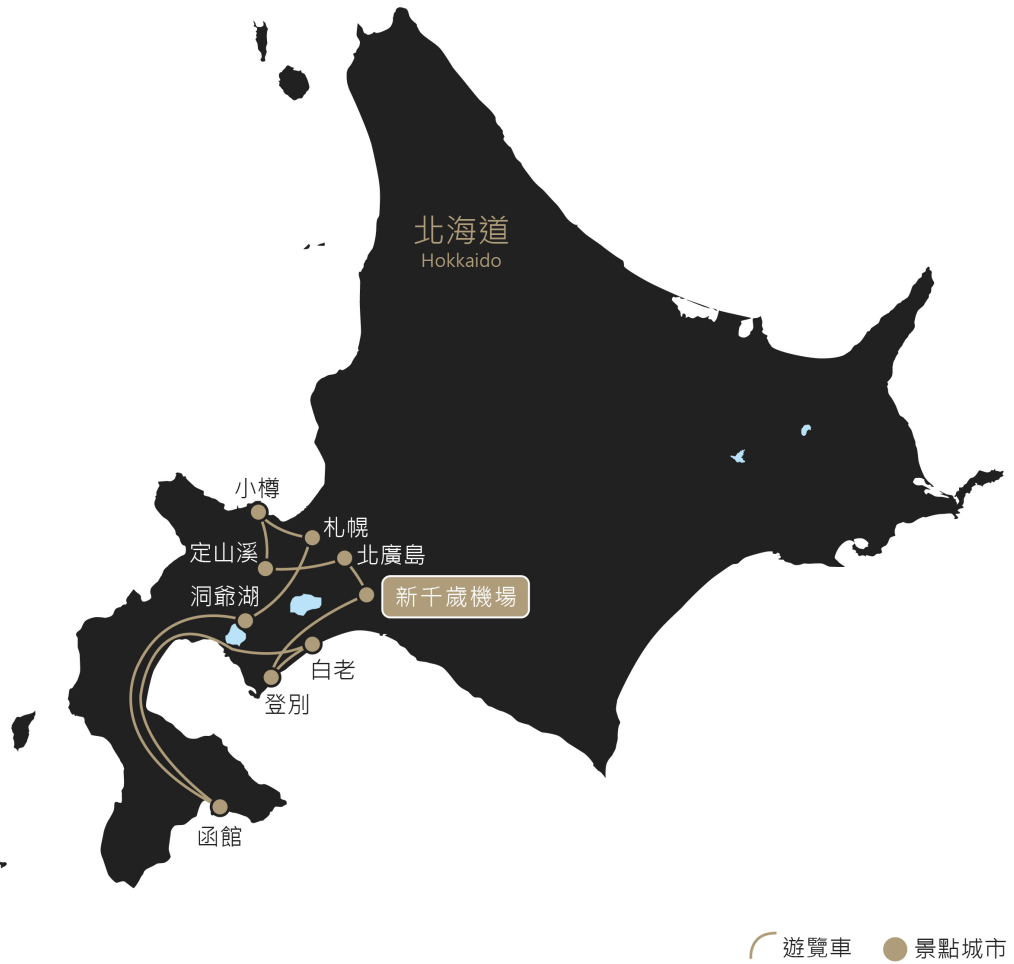 北海道
Hokkaido
小樽
札幌
定山溪
北廣島
洞爺湖
新千歲機場
白老
登別
函館
遊覽車
景點城市